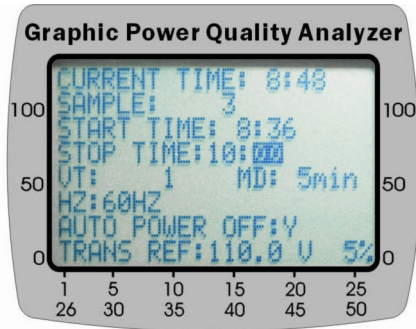 Graphic Power Quality Analyzer
CURRENT TIME: 8:48
SAMPLE: 3
START TIME: 8:36
STOP TIME:10:00
VT: 1 MD: 5min
HZ:60HZ
AUTO POWER OFF:Y
TRANS REF:110.0 V 5%
100 100
50 50
0 0
1 5 10 15 20 25
26 30 35 40 45 50